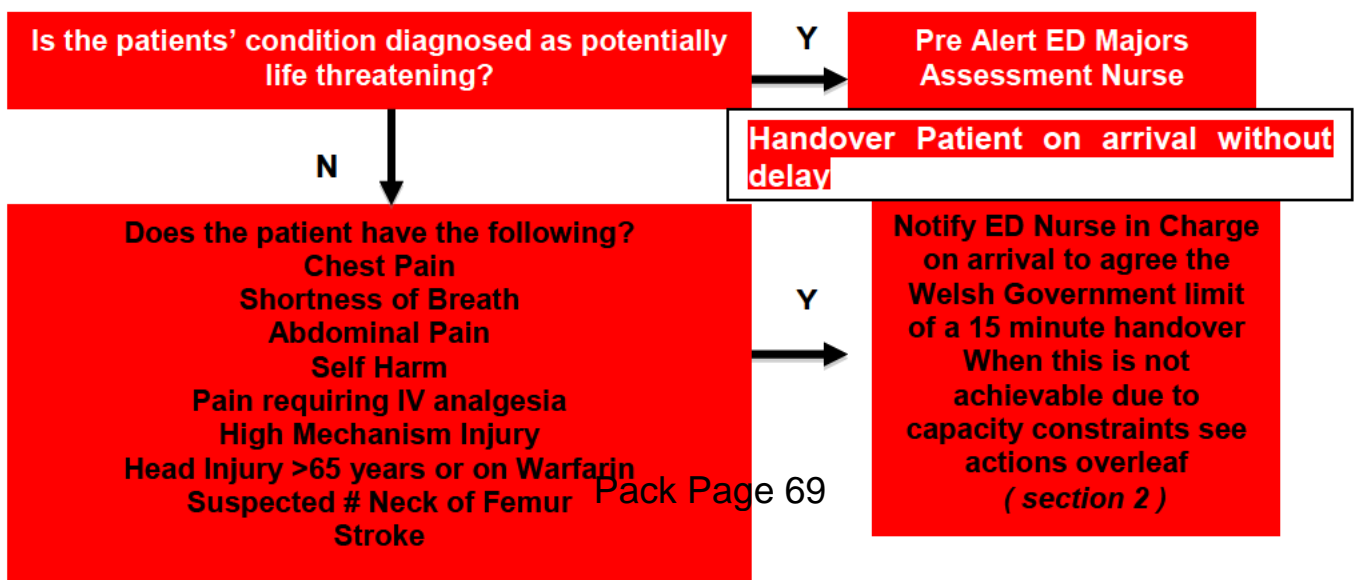 Is the patients’ condition diagnosed as potentially
life threatening?
Y
Pre Alert ED Majors
Assessment Nurse
Handover Patient on arrival without
delay
N
Does the patient have the following?
Chest Pain
Shortness of Breath
Abdominal Pain
Self Harm
Pain requiring IV analgesia
High Mechanism Injury
Head Injury >65 years or on Warfarin
Suspected # Neck of Femur
Stroke
Y
Notify ED Nurse in Charge
on arrival to agree the
Welsh Government limit
of a 15 minute handover
When this is not
achievable due to
capacity constraints see
actions overleaf
( section 2 )
Pack Page 69